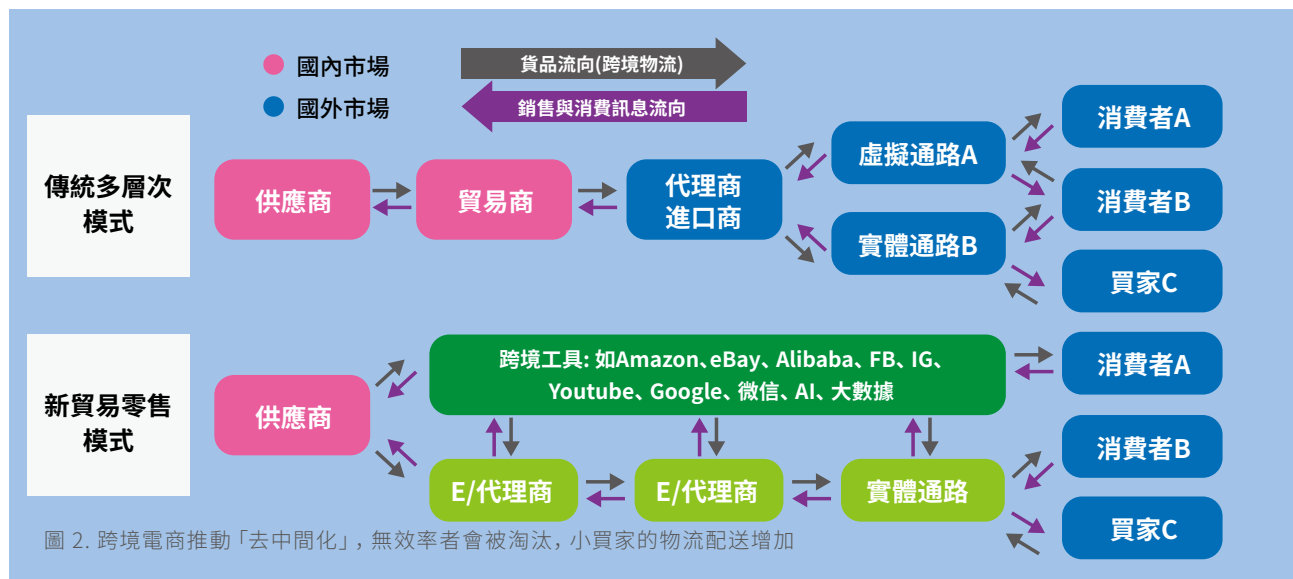 國內市場
國外市場
貨品流向(跨境物流)
銷售與消費訊息流向
傳統多層次
模式
供應商
貿易商
代理商
進口商
虛擬通路A
實體通路B
消費者A
消費者B
買家C
新貿易零售
模式
供應商
跨境工具: 如Amazon、eBay、Alibaba、FB、IG、
Youtube、Google、微信、AI、大數據
E/代理商
E/代理商
實體通路
消費者A
消費者B
買家C
圖 2. 跨境電商推動「去中間化」, 無效率者會被淘汰, 小買家的物流配送增加